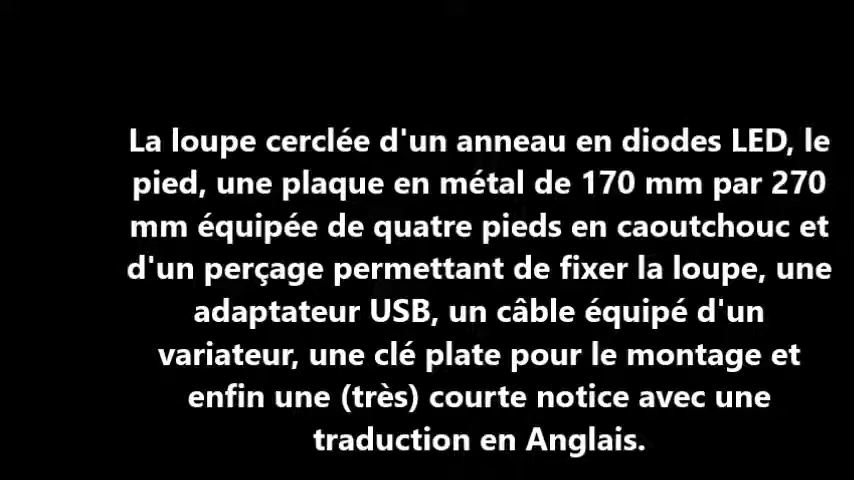 La loupe cerclée d'un anneau en diodes LED, le
pied, une plaque en métal de 170 mm par 270
mm équipée de quatre pieds en caoutchouc et
d'un perçage permettant de fixer la loupe, une
adaptateur USB, un câble équipé d'un
variateur, une clé plate pour le montage et
enfin une (très) courte notice avec une
traduction en Anglais.